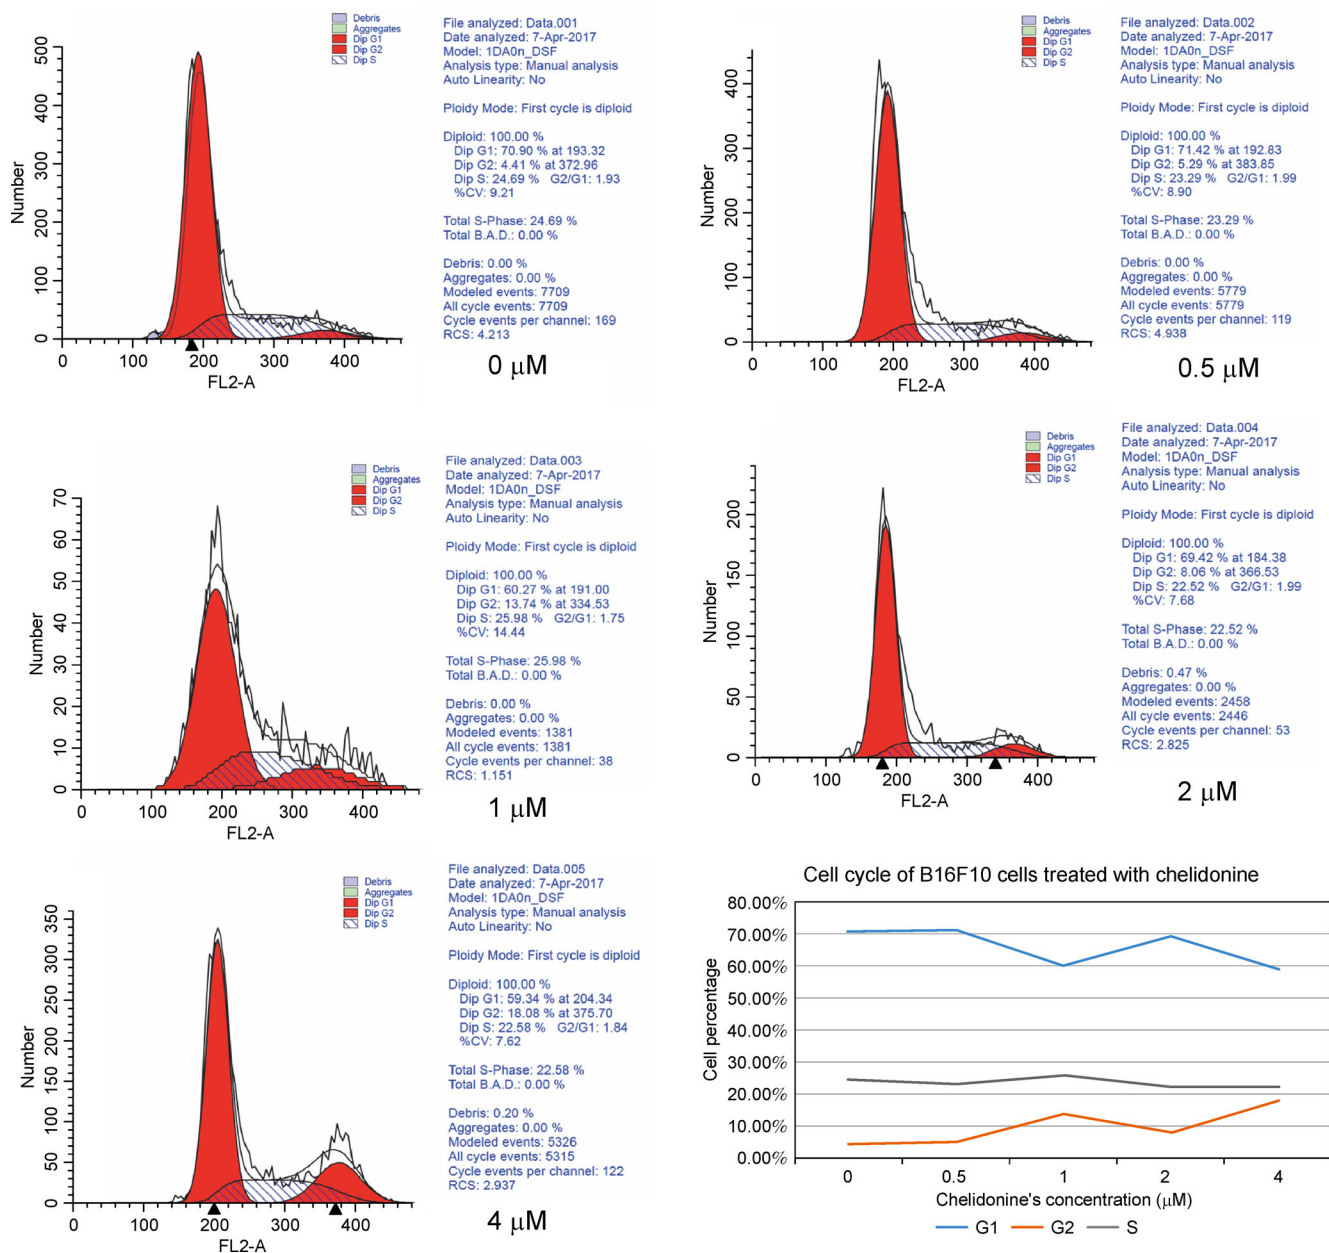 Debris
Aggregates
Dip G1
Dip G2
Dip S
File analyzed: Data.001
Date analyzed: 7-Apr-2017
Model: 1DA0n_DSF
Analysis type: Manual analysis
Auto Linearity: No
Ploidy Mode: First cycle is diploid
Diploid: 100.00 %
Dip G1: 70.90 % at 193.32
Dip G2: 4.41 % at 372.96
Dip S: 24.69 % G2/G1: 1.93
%CV: 9.21
Total S-Phase: 24.69 %
Total B.A.D.: 0.00 %
Debris: 0.00 %
Aggregates: 0.00 %
Modeled events: 7709
All cycle events: 7709
Cycle events per channel: 169
RCS: 4.213
Number
500
400
300
200
100
0
0 100 200 300 400
FL2-A
0 μM
Debris
Aggregates
Dip G1
Dip G2
Dip S
File analyzed: Data.002
Date analyzed: 7-Apr-2017
Model: 1DA0n_DSF
Analysis type: Manual analysis
Auto Linearity: No
Ploidy Mode: First cycle is diploid
Diploid: 100.00 %
Dip G1: 71.42 % at 192.83
Dip G2: 5.29 % at 383.85
Dip S: 23.29 % G2/G1: 1.99
%CV: 8.90
Total S-Phase: 23.29 %
Total B.A.D.: 0.00 %
Debris: 0.00 %
Aggregates: 0.00 %
Modeled events: 5779
All cycle events: 5779
Cycle events per channel: 119
RCS: 4.938
Number
400
300
200
100
0
0 100 200 300 400
FL2-A
0.5 μM
Debris
Aggregates
Dip G1
Dip G2
Dip S
File analyzed: Data.003
Date analyzed: 7-Apr-2017
Model: 1DA0n_DSF
Analysis type: Manual analysis
Auto Linearity: No
Ploidy Mode: First cycle is diploid
Diploid: 100.00 %
Dip G1: 60.27 % at 191.00
Dip G2: 13.74 % at 334.53
Dip S: 25.98 % G2/G1: 1.75
%CV: 14.44
Total S-Phase: 25.98 %
Total B.A.D.: 0.00 %
Debris: 0.00 %
Aggregates: 0.00 %
Modeled events: 1381
All cycle events: 1381
Cycle events per channel: 38
RCS: 1.151
Number
70
60
50
40
30
20
10
0
0 100 200 300 400
FL2-A
1 μM
Debris
Aggregates
Dip G1
Dip G2
Dip S
File analyzed: Data.004
Date analyzed: 7-Apr-2017
Model: 1DA0n_DSF
Analysis type: Manual analysis
Auto Linearity: No
Ploidy Mode: First cycle is diploid
Diploid: 100.00 %
Dip G1: 69.42 % at 184.38
Dip G2: 8.06 % at 366.53
Dip S: 22.52 % G2/G1: 1.99
%CV: 7.68
Total S-Phase: 22.52 %
Total B.A.D.: 0.00 %
Debris: 0.47 %
Aggregates: 0.00 %
Modeled events: 2458
All cycle events: 2446
Cycle events per channel: 53
RCS: 2.825
Number
200
150
100
50
0
0 100 200 300 400
FL2-A
2 μM
Debris
Aggregates
Dip G1
Dip G2
Dip S
File analyzed: Data.005
Date analyzed: 7-Apr-2017
Model: 1DA0n_DSF
Analysis type: Manual analysis
Auto Linearity: No
Ploidy Mode: First cycle is diploid
Diploid: 100.00 %
Dip G1: 59.34 % at 204.34
Dip G2: 18.08 % at 375.70
Dip S: 22.58 % G2/G1: 1.84
%CV: 7.62
Total S-Phase: 22.58 %
Total B.A.D.: 0.00 %
Debris: 0.20 %
Aggregates: 0.00 %
Modeled events: 5326
All cycle events: 5315
Cycle events per channel: 122
RCS: 2.937
Number
350
300
250
200
150
100
50
0
0 100 200 300 400
FL2-A
4 μM
Cell cycle of B16F10 cells treated with chelidonine
Cell percentage
80.00%
70.00%
60.00%
50.00%
40.00%
30.00%
20.00%
10.00%
0.00%
0 0.5 1 2 4
Chelidonine's concentration (μM)
G1 G2 S